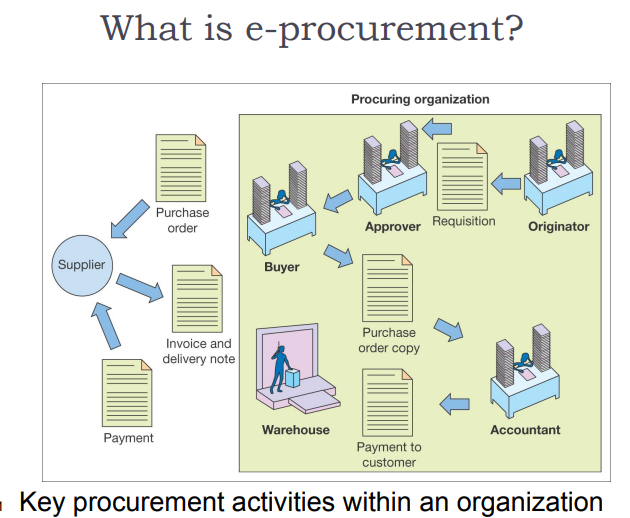 What is e-procurement?
Procuring organization
Purchase
order
Supplier
Invoice and
delivery note
Payment
Buyer
Approver
Requisition
Originator
Purchase
order copy
Warehouse
Payment to
customer
Accountant
Key procurement activities within an organization